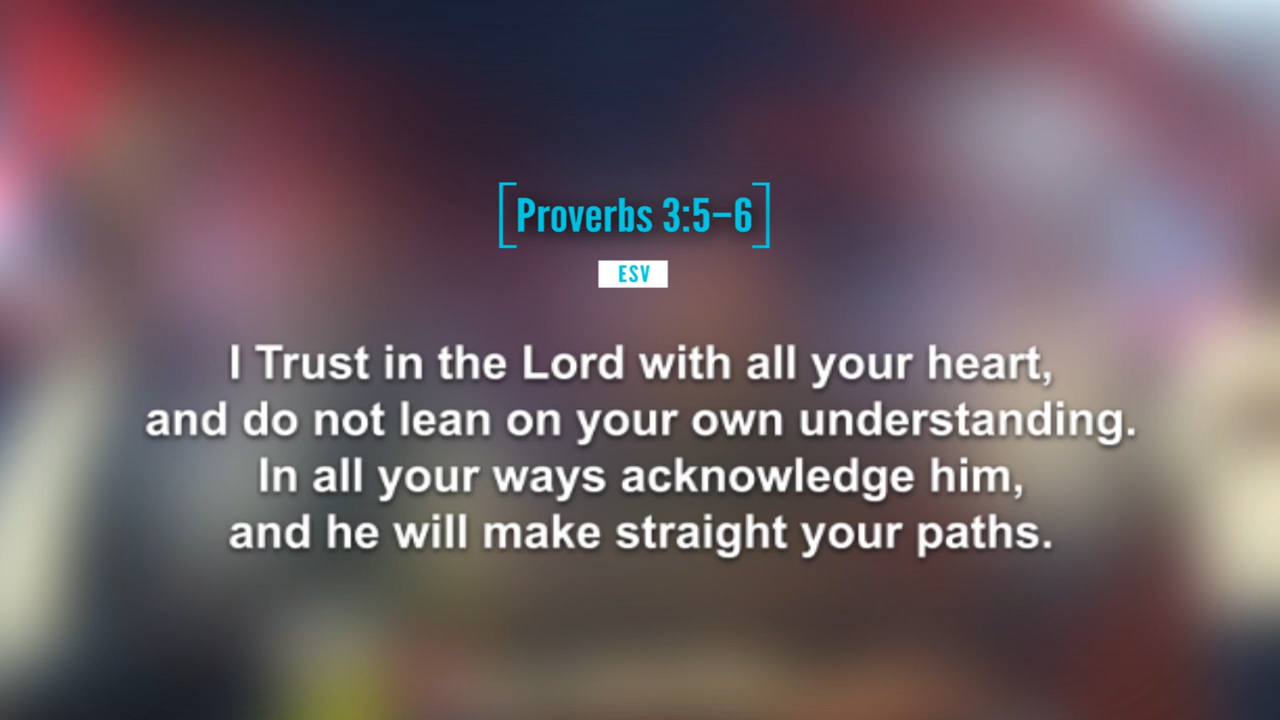 [Proverbs 3:5–6]
ESV
I Trust in the Lord with all your heart,
and do not lean on your own understanding.
In all your ways acknowledge him,
and he will make straight your paths.